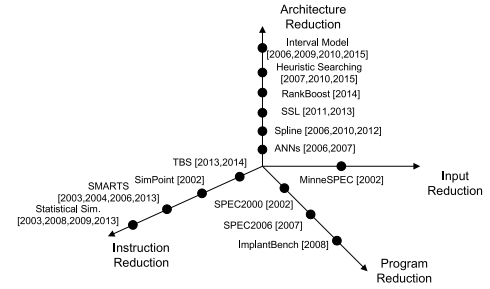 Architecture
Reduction
Interval Model
[2006,2009,2010,2015]
Heuristic Searching
[2007,2010,2015]
RankBoost [2014]
SSL [2011,2013]
Spline [2006,2010,2012]
ANNs [2006,2007]
TBS [2013,2014]
SimPoint [2002]
SMARTS
[2003,2004,2006,2013]
Statistical Sim.
[2003,2008,2009,2013]
Instruction
Reduction
MinneSPEC [2002]
Input
Reduction
SPEC2000 [2002]
SPEC2006 [2007]
ImplantBench [2008]
Program
Reduction